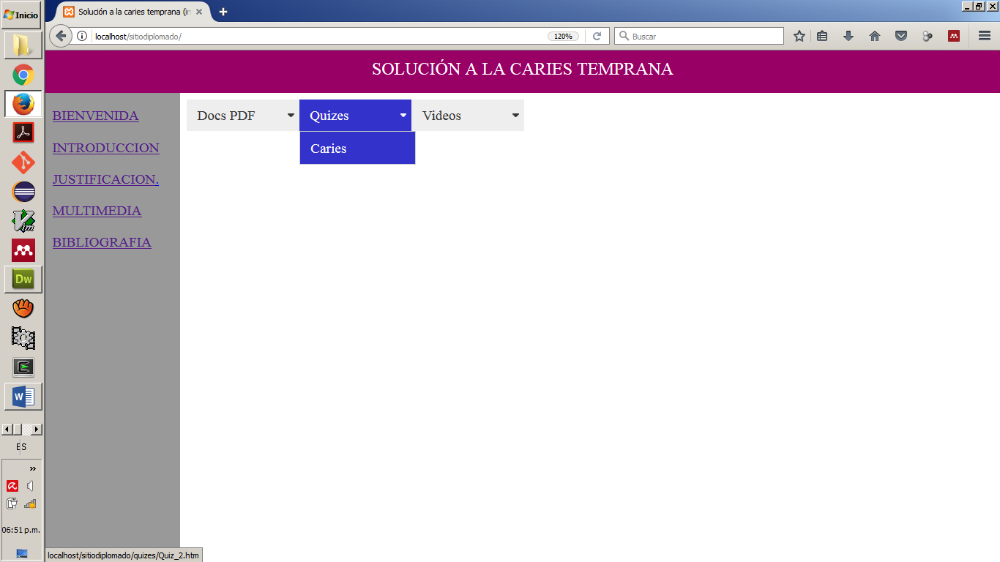 Inicio
Solución a la caries temprana (in
localhost/sitiodiplomado/
120%
Buscar
SOLUCIÓN A LA CARIES TEMPRANA
BIENVENIDA
INTRODUCCION
JUSTIFICACION.
MULTIMEDIA
BIBLIOGRAFIA
Docs PDF
Quizes
Videos
Caries
Vim
Dw
W
ES
06:51 p.m.
localhost/sitiodiplomado/quizes/Quiz_2.htm